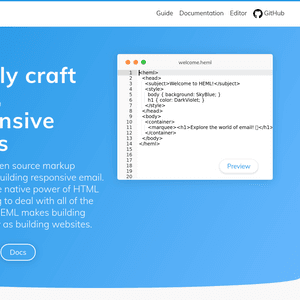 Guide Documentation Editor GitHub
ly craft
nsive
s
en source markup
uilding responsive email.
e native power of HTML
g to deal with all of the
EML makes building
as building websites.
Docs
welcome.heml
1 <heml>
2 <head>
3 <subject>Welcome to HEML!</subject>
4 <style>
5 body { background: SkyBlue; }
6 h1 { color: DarkViolet; }
7 </style>
8 </head>
9 <body>
10 <container>
11 <marquee><h1>Explore the world of email! </h1>
12 </container>
13 </body>
14 </heml>
15
16
17
18
19
20
Preview